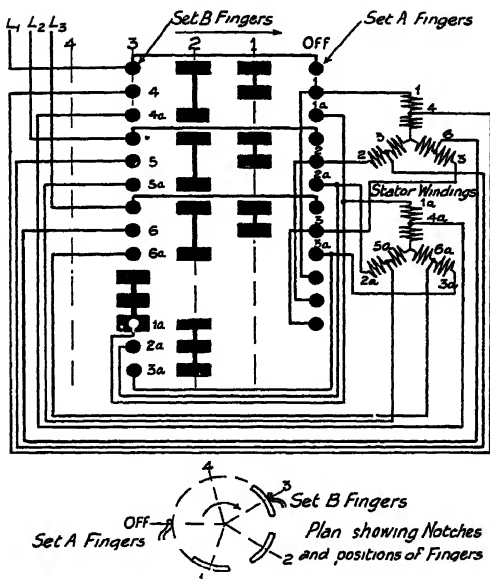 L1 L2 L3
Set B Fingers
Set A Fingers
4 3 2 1 Off
4
4a
5
5a
6
6a
1a
2a
3a
1
1a
2
2a
3
3a
1
4
3
2
6
3
Stator Windings
1a
4a
5a
6a
2a
3a
4
3
Set B Fingers
OFF
Set A Fingers
Plan showing Notches
2 and positions of Fingers
1